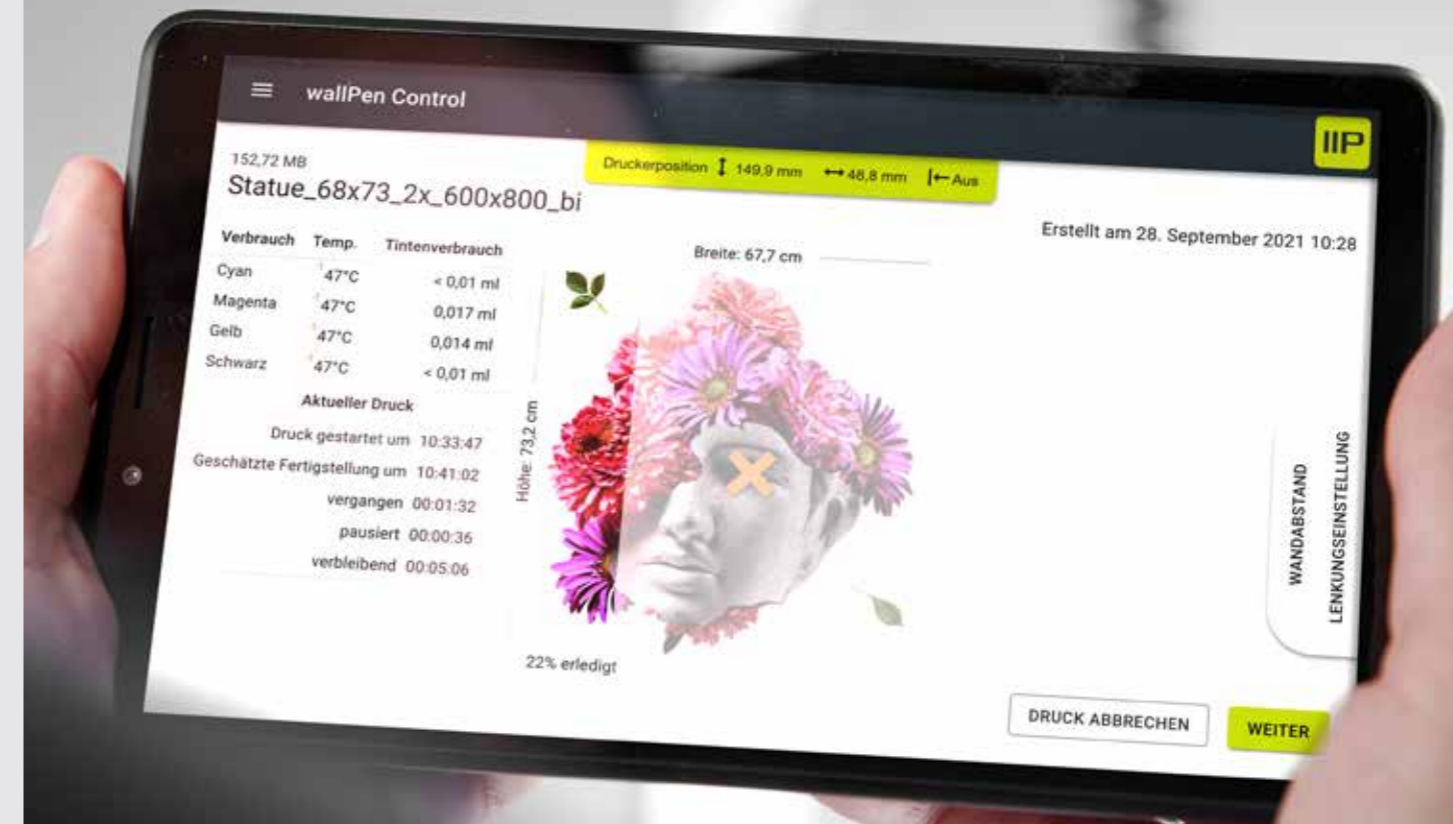 wallPen Control
IIP
152,72 MB
Statue_68x73_2x_600x800_bi
Druckerposition ↕ 149,9 mm ↔ 48,8 mm |← Aus
Erstellt am 28. September 2021 10:28
Verbrauch Temp. Tintenverbrauch
Cyan 47°C < 0,01 ml
Magenta 47°C 0,017 ml
Gelb 47°C 0,014 ml
Schwarz 47°C < 0,01 ml
Aktueller Druck
Druck gestartet um 10:33:47
Geschätzte Fertigstellung um 10:41:02
vergangen 00:01:32
pausiert 00:00:36
verbleibend 00:05:06
Breite: 67,7 cm
Höhe: 73,2 cm
22% erledigt
WANDABSTAND
LENKUNGSEINSTELLUNG
DRUCK ABBRECHEN
WEITER